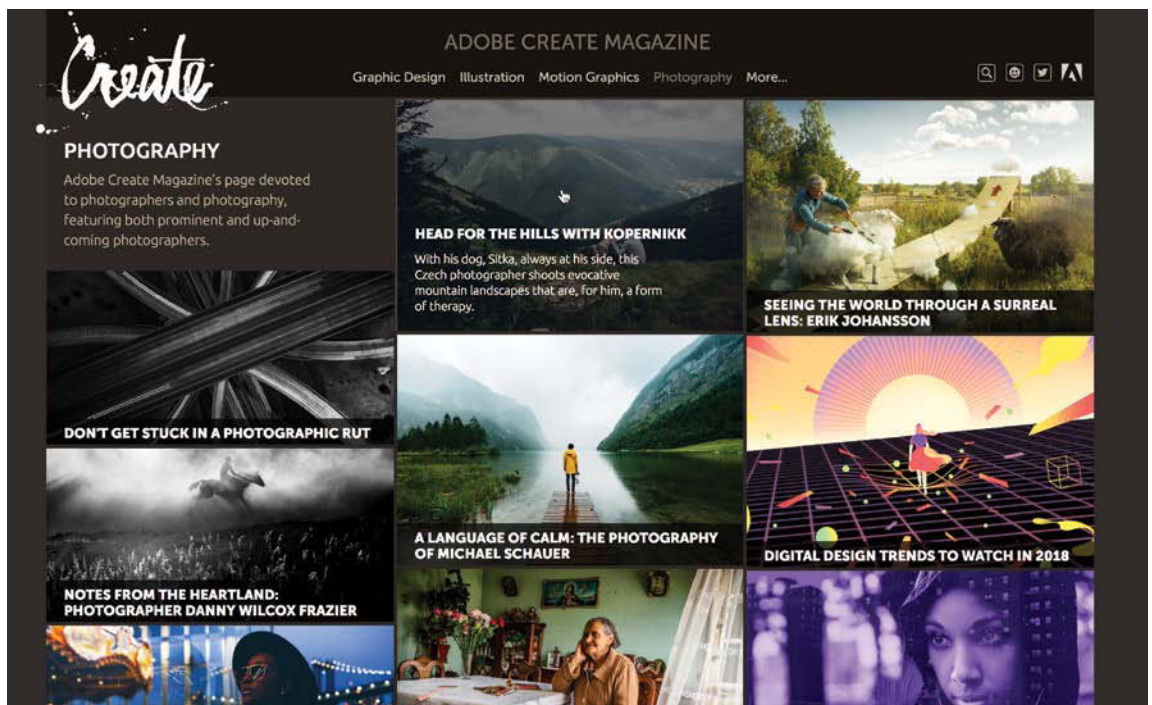 Create
ADOBE CREATE MAGAZINE
Graphic Design Illustration Motion Graphics Photography More...
PHOTOGRAPHY
Adobe Create Magazine's page devoted
to photographers and photography,
featuring both prominent and up-and-
coming photographers.
DON'T GET STUCK IN A PHOTOGRAPHIC RUT
NOTES FROM THE HEARTLAND:
PHOTOGRAPHER DANNY WILCOX FRAZIER
HEAD FOR THE HILLS WITH KOPERNIKK
With his dog, Sitka, always at his side, this
Czech photographer shoots evocative
mountain landscapes that are, for him, a form
of therapy.
A LANGUAGE OF CALM: THE PHOTOGRAPHY
OF MICHAEL SCHAUER
SEEING THE WORLD THROUGH A SURREAL
LENS: ERIK JOHANSSON
DIGITAL DESIGN TRENDS TO WATCH IN 2018